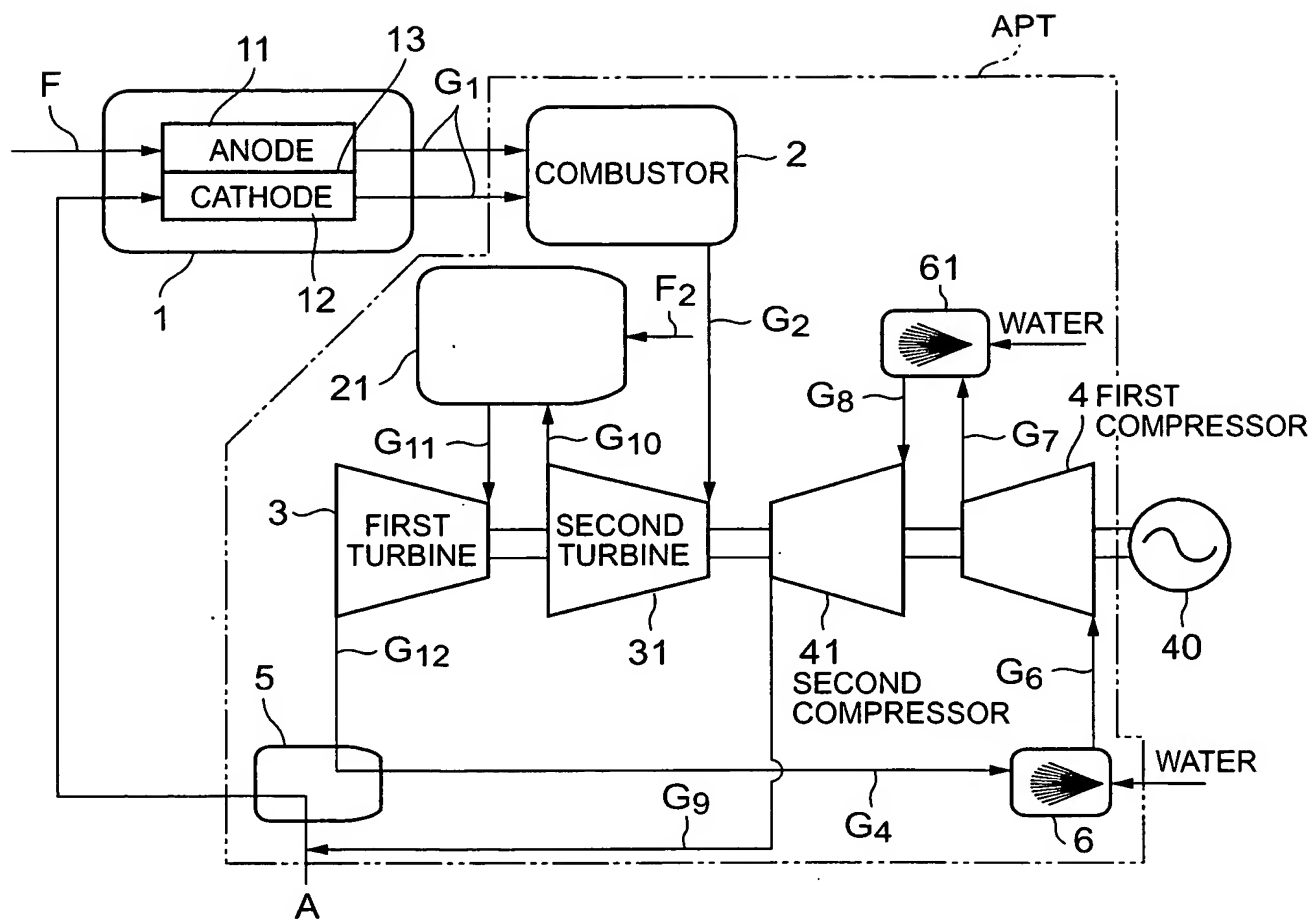 APT
11
13
F
G1
ANODE
CATHODE
COMBUSTOR
2
1
12
61
F2
G2
WATER
21
G8
4 FIRST
COMPRESSOR
G11
G10
G7
3
FIRST
TURBINE
SECOND
TURBINE
G12
31
41
SECOND
COMPRESSOR
40
G6
5
WATER
G9
G4
6
A